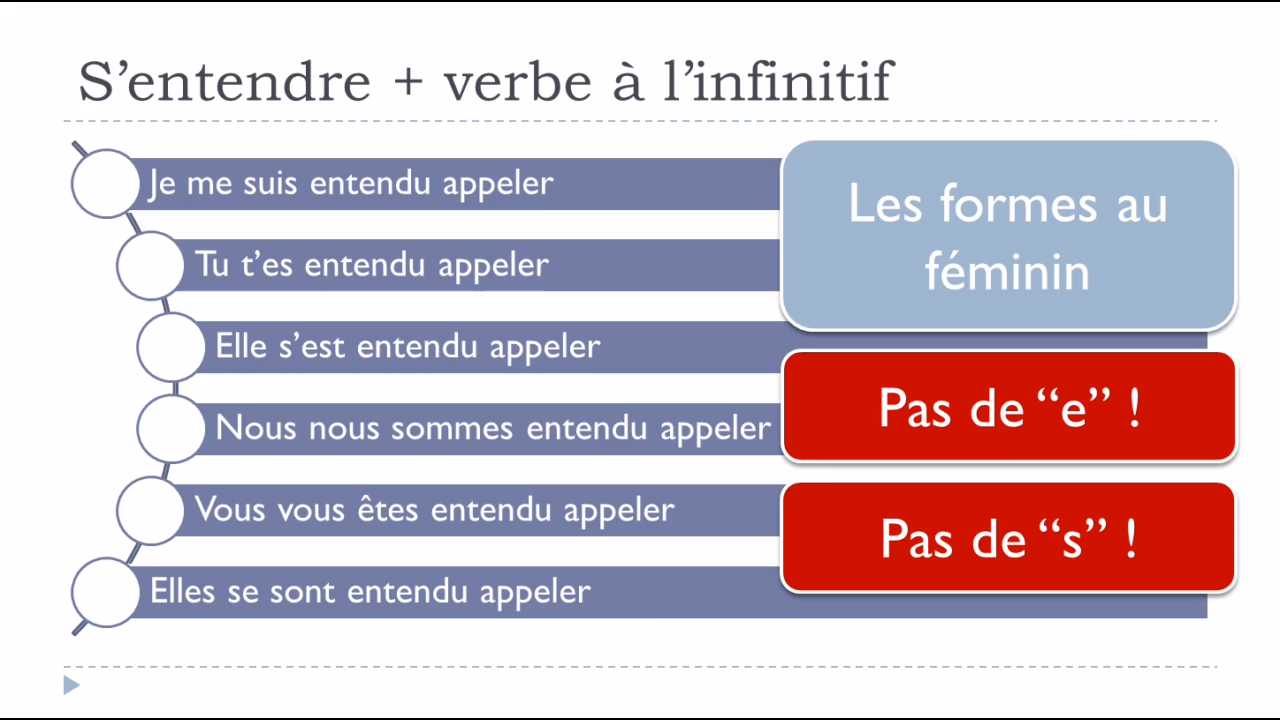 S’entendre + verbe à l’infinitif
Je me suis entendu appeler
Tu t’es entendu appeler
Elle s’est entendu appeler
Nous nous sommes entendu appeler
Vous vous êtes entendu appeler
Elles se sont entendu appeler
Les formes au
féminin
Pas de “e” !
Pas de “s” !